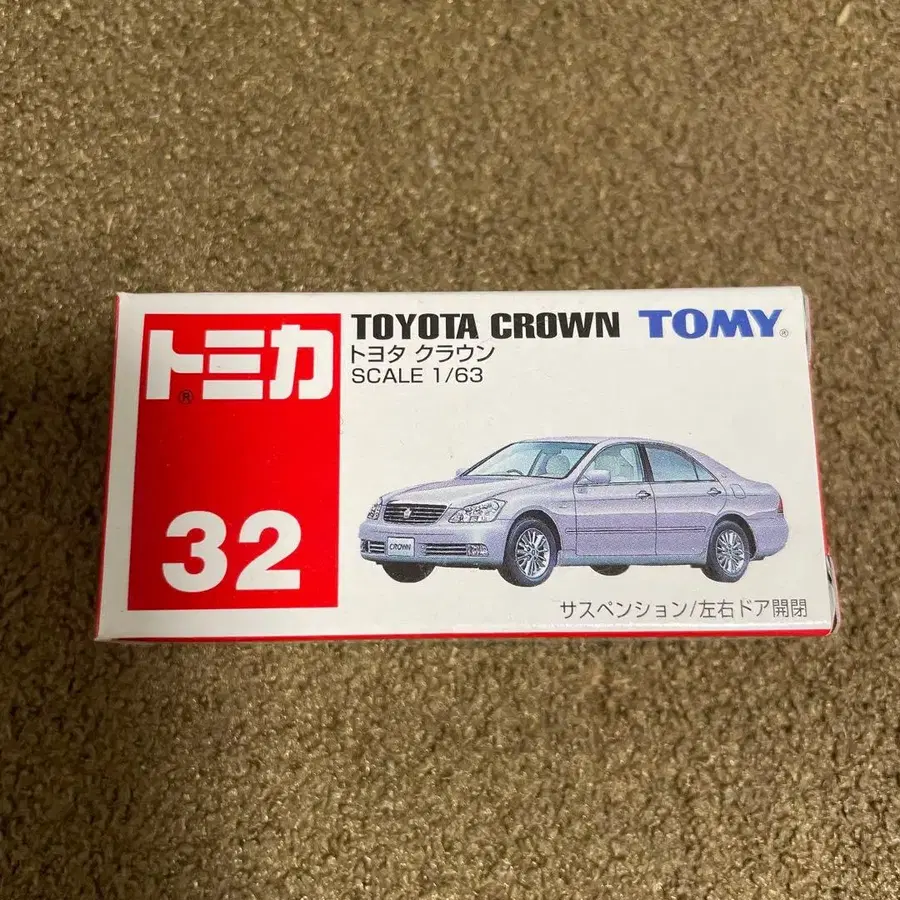 トミカ®
32
TOYOTA CROWN TOMY®
トヨタ クラウン
SCALE 1/63
CROWN
サスペンション/左右ドア開閉